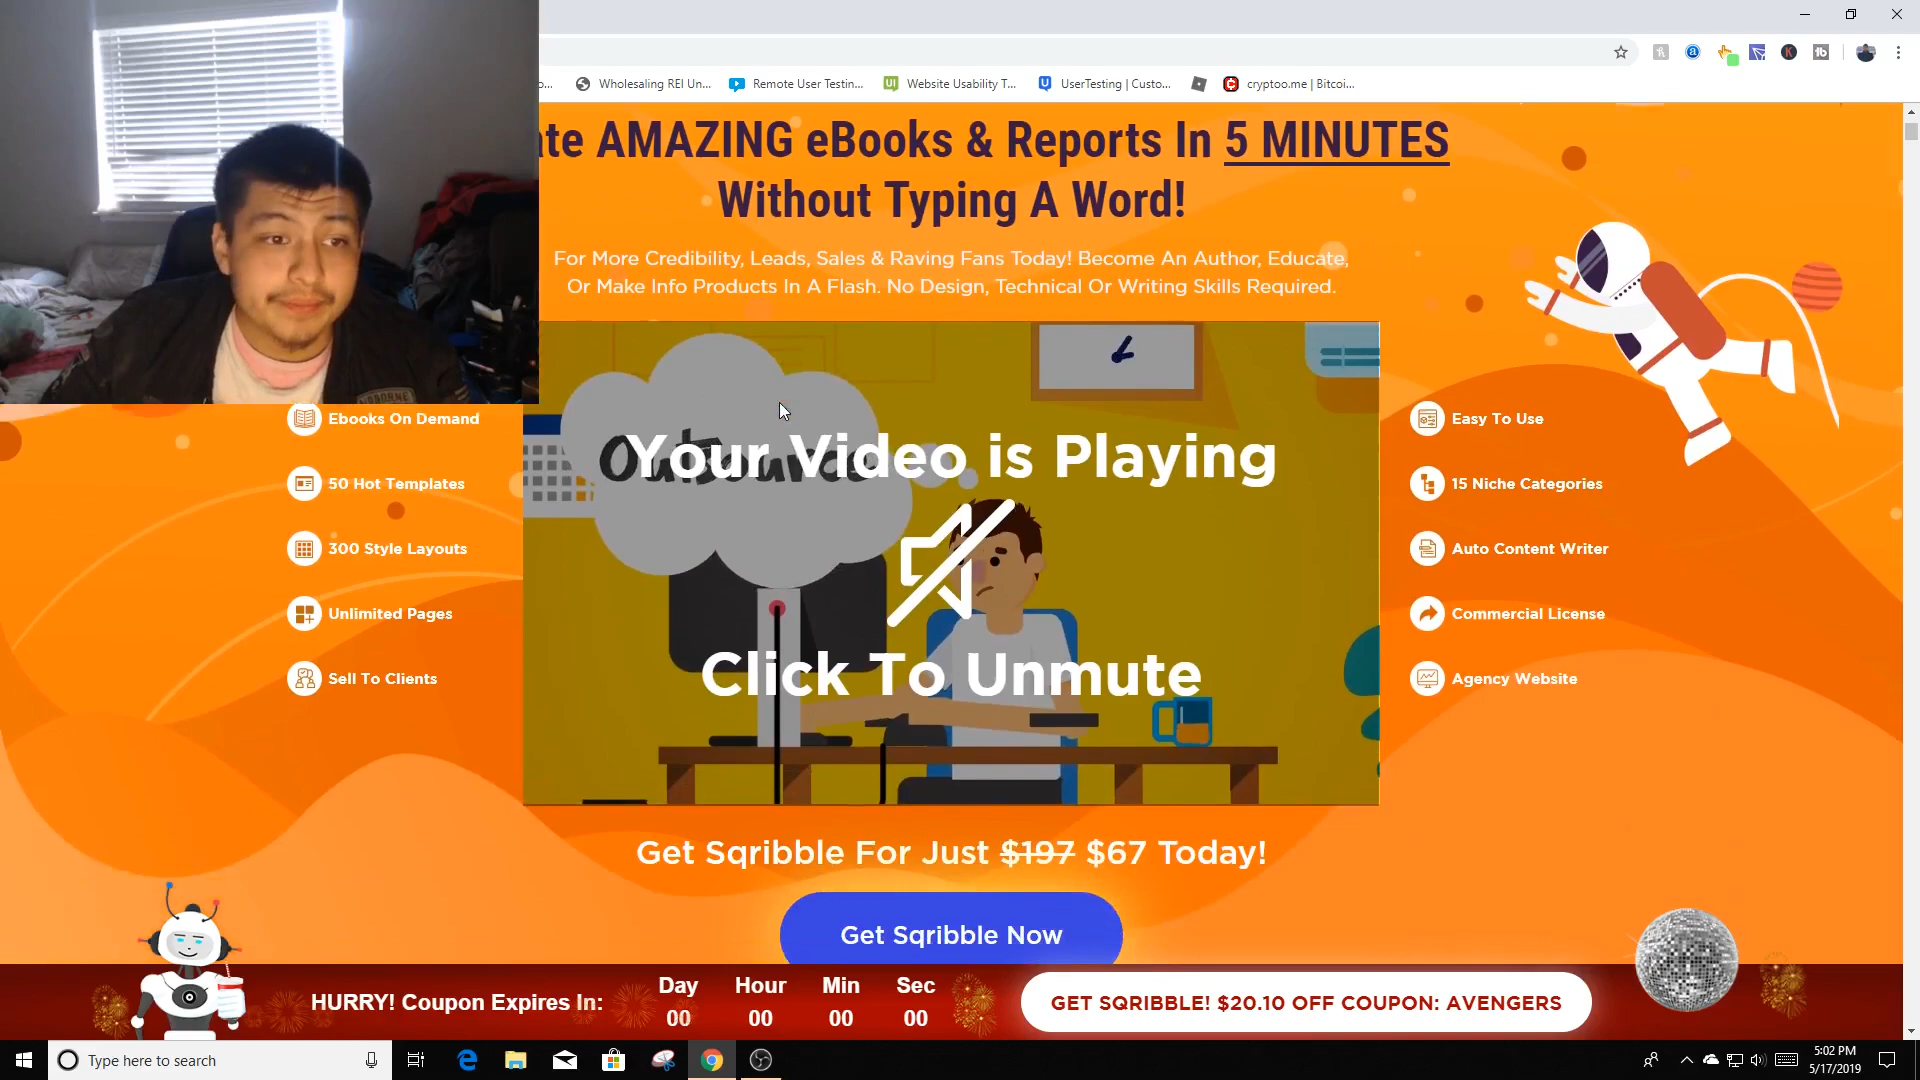 o...
Wholesaling REI Un...
Remote User Testin...
Website Usability T...
UserTesting | Custo...
cryptoo.me | Bitcoi...
ate AMAZING eBooks & Reports In 5 MINUTES
Without Typing A Word!
For More Credibility, Leads, Sales & Raving Fans Today! Become An Author, Educate,
Or Make Info Products In A Flash. No Design, Technical Or Writing Skills Required.
Ebooks On Demand
50 Hot Templates
300 Style Layouts
Unlimited Pages
Sell To Clients
Outsource
Your Video is Playing
Click To Unmute
Easy To Use
15 Niche Categories
Auto Content Writer
Commercial License
Agency Website
Get Sqribble For Just $197 $67 Today!
Get Sqribble Now
HURRY! Coupon Expires In:
Day Hour Min Sec
00 00 00 00
GET SQRIBBLE! $20.10 OFF COUPON: AVENGERS
Type here to search
5:02 PM
5/17/2019